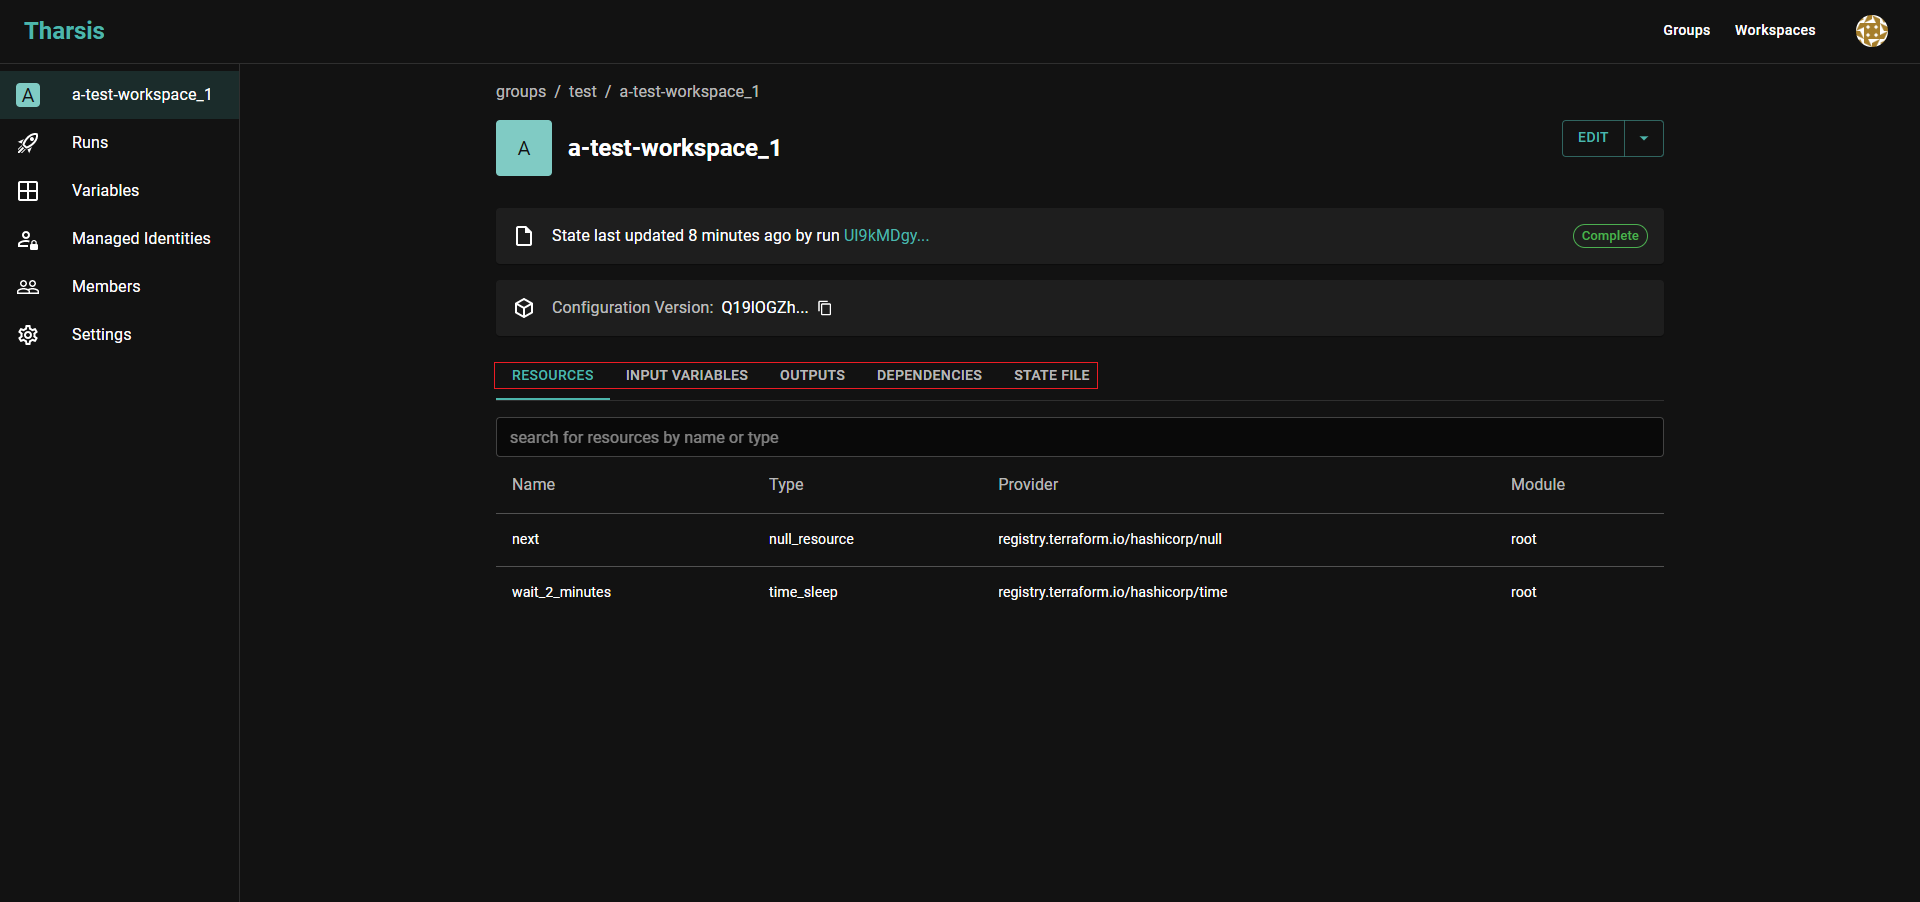 Tharsis
Groups Workspaces
A a-test-workspace_1
Runs
Variables
Managed Identities
Members
Settings
groups / test / a-test-workspace_1
A a-test-workspace_1
EDIT
State last updated 8 minutes ago by run Ul9kMDgy...
Complete
Configuration Version: Q19lOGZh...
RESOURCES INPUT VARIABLES OUTPUTS DEPENDENCIES STATE FILE
search for resources by name or type
Name Type Provider Module
next null_resource registry.terraform.io/hashicorp/null root
wait_2_minutes time_sleep registry.terraform.io/hashicorp/time root